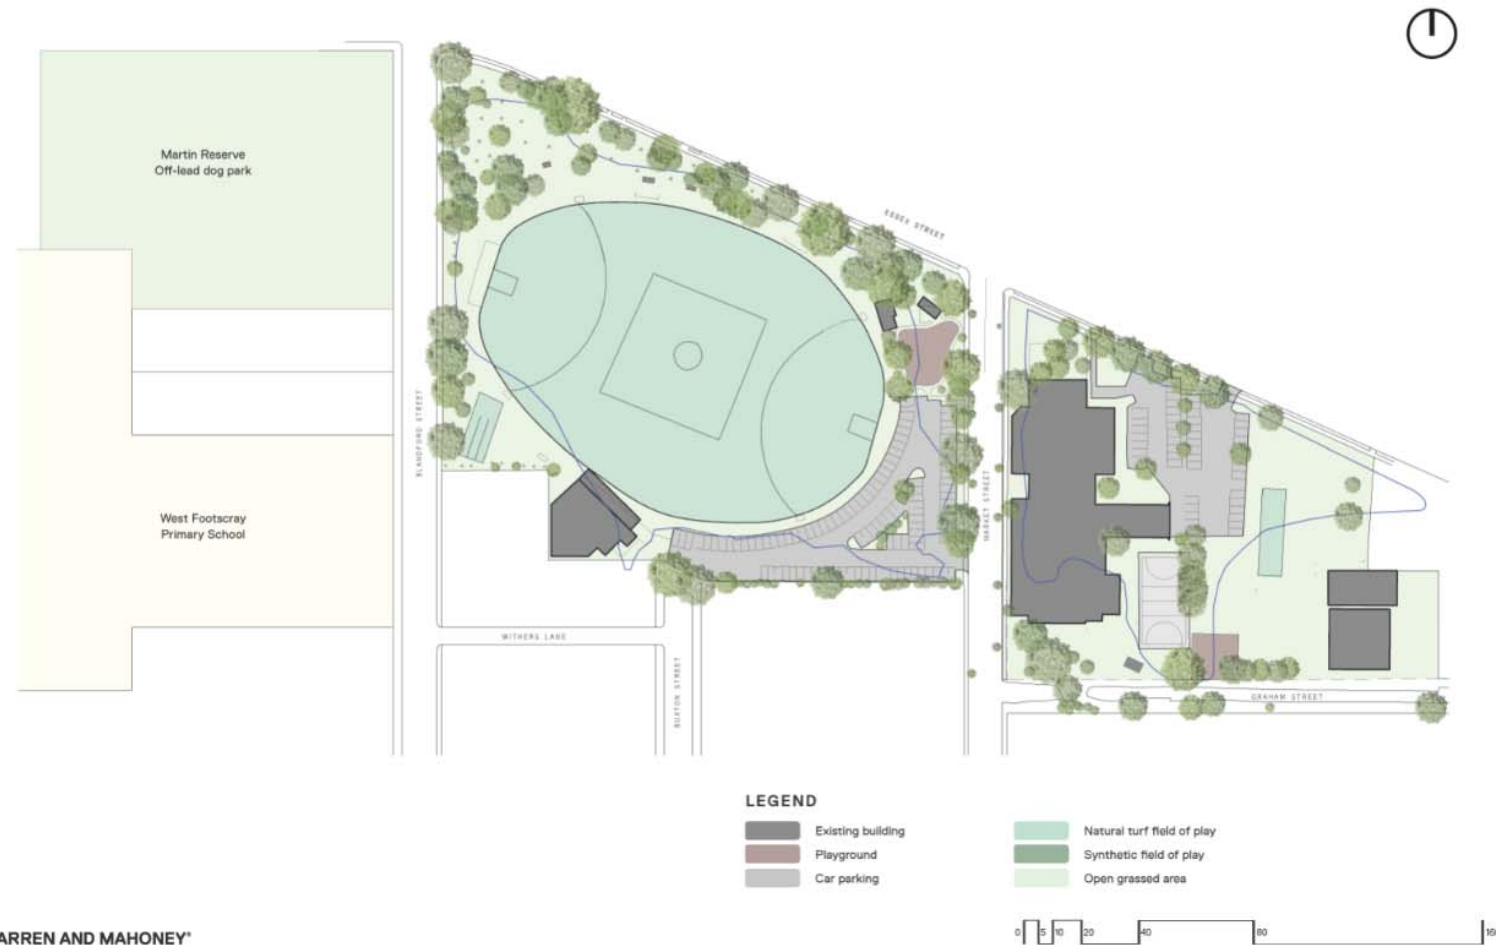 Martin Reserve
Off-lead dog park
ESSEX STREET
BLANDFORD STREET
MARKET STREET
West Footscray
Primary School
WITHERS LANE
BUXTON STREET
GRAHAM STREET
LEGEND
Existing building
Playground
Car parking
Natural turf field of play
Synthetic field of play
Open grassed area
ARREN AND MAHONEY®
0 5 10 20 40 80 16